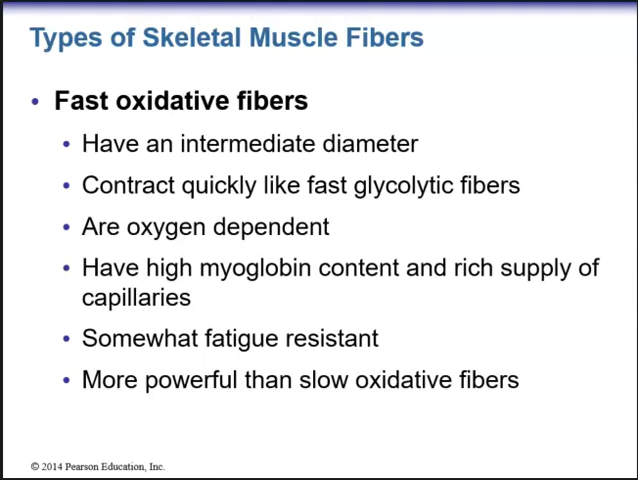 Types of Skeletal Muscle Fibers
• Fast oxidative fibers
• Have an intermediate diameter
• Contract quickly like fast glycolytic fibers
• Are oxygen dependent
• Have high myoglobin content and rich supply of
capillaries
• Somewhat fatigue resistant
• More powerful than slow oxidative fibers
© 2014 Pearson Education, Inc.